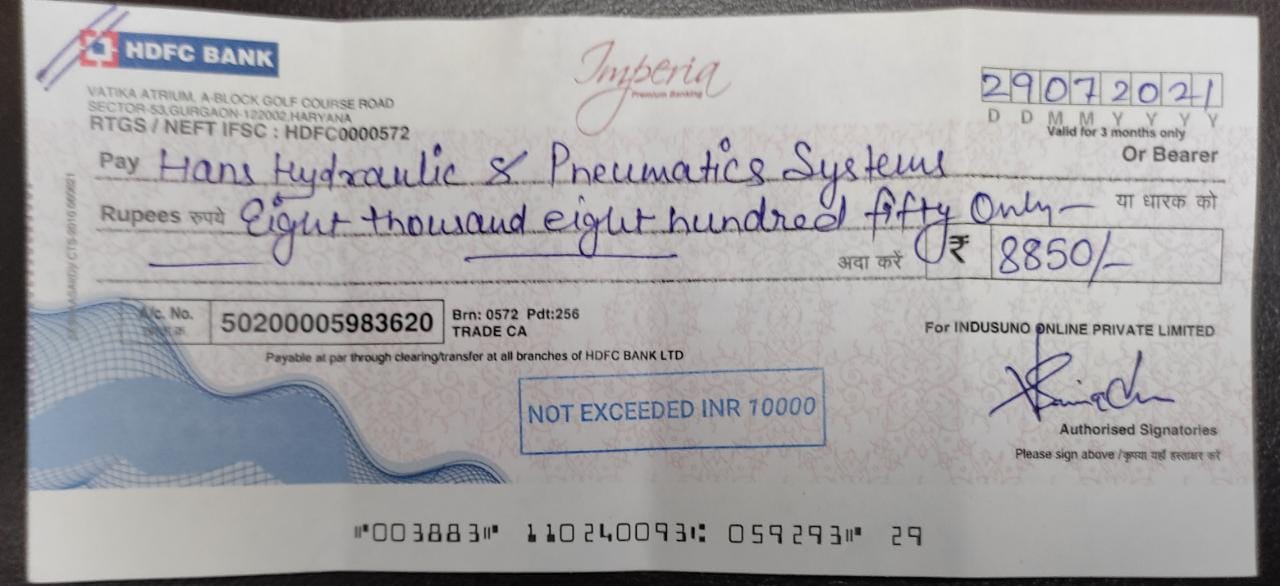 HDFC BANK
Imperia
Premium Banking
VATIKA ATRIUM, A-BLOCK GOLF COURSE ROAD
SECTOR-53,GURGAON-122002,HARYANA
RTGS / NEFT IFSC : HDFC0000572
29072021
D D M M Y Y Y Y
Valid for 3 months only
Pay Hans Hydraulic & Pneumatics Systems Or Bearer
Rupees रुपये Eight thousand eight hundred fifty Only— या धारक को
अदा करें ₹ 8850/-
A/c. No. 50200005983620 Brn: 0572 Pdt:256
TRADE CA
For INDUSUNO ONLINE PRIVATE LIMITED
Payable at par through clearing/transfer at all branches of HDFC BANK LTD
NOT EXCEEDED INR 10000
Authorised Signatories
Please sign above /कृपया यहाँ हस्ताक्षर करें
⑈003883⑈ 110240093⑆ 059293⑈ 29